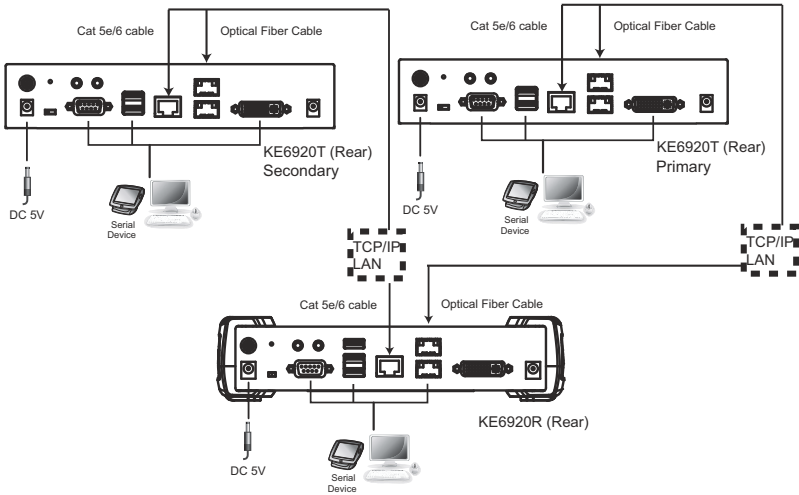 Cat 5e/6 cable
Optical Fiber Cable
KE6920T (Rear)
Secondary
DC 5V
Serial
Device
Cat 5e/6 cable
Optical Fiber Cable
KE6920T (Rear)
Primary
DC 5V
Serial
Device
TCP/IP
LAN
TCP/IP
LAN
Cat 5e/6 cable
Optical Fiber Cable
KE6920R (Rear)
DC 5V
Serial
Device